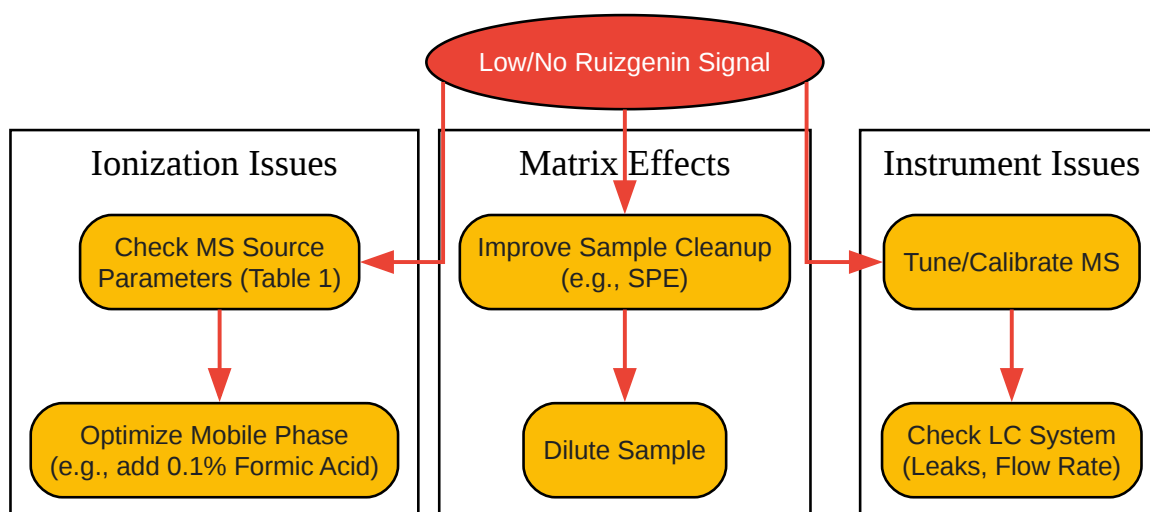 Low/No Ruizgenin Signal
Ionization Issues
Check MS Source
Parameters (Table 1)
Optimize Mobile Phase
(e.g., add 0.1% Formic Acid)
Matrix Effects
Improve Sample Cleanup
(e.g., SPE)
Dilute Sample
Instrument Issues
Tune/Calibrate MS
Check LC System
(Leaks, Flow Rate)